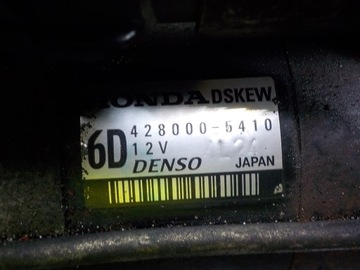 HONDA DSKEW
6D 428000-5410
12V
DENSO JAPAN